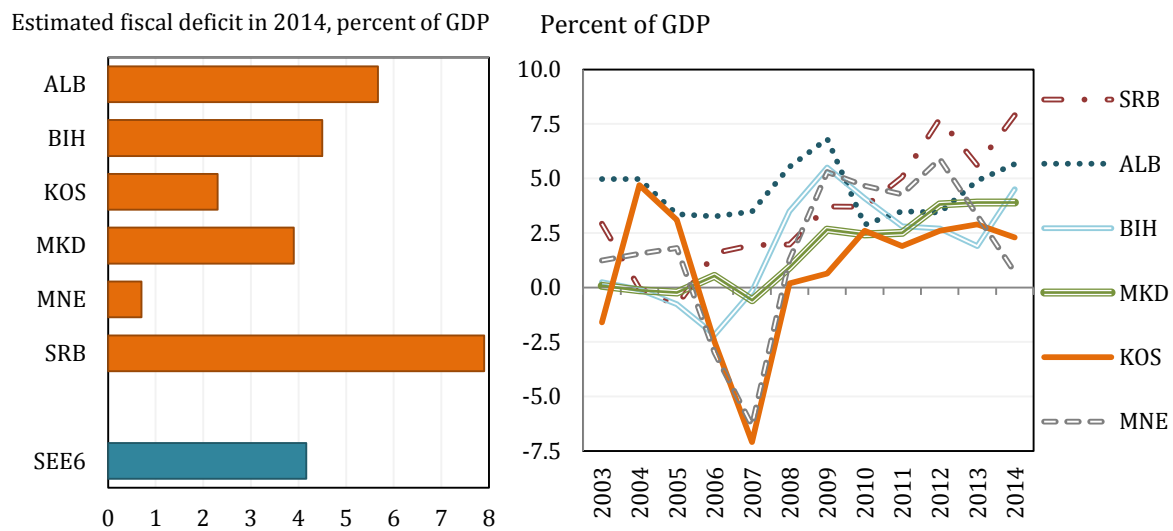 Estimated fiscal deficit in 2014, percent of GDP
ALB
BIH
KOS
MKD
MNE
SRB
SEE6
0 1 2 3 4 5 6 7 8
Percent of GDP
10.0
7.5
5.0
2.5
0.0
-2.5
-5.0
-7.5
2003 2004 2005 2006 2007 2008 2009 2010 2011 2012 2013 2014
SRB
ALB
BIH
MKD
KOS
MNE